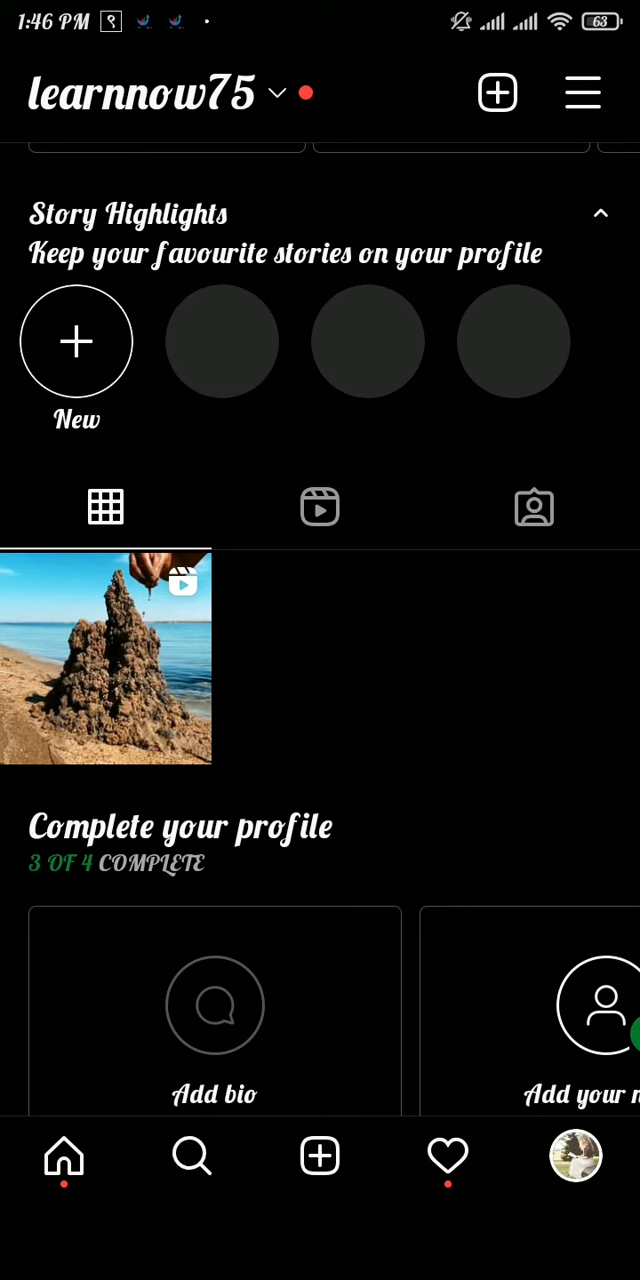 1:46 PM
63
learnnow75
Story Highlights
Keep your favourite stories on your profile
New
Complete your profile
3 OF 4 COMPLETE
Add bio
Add your n